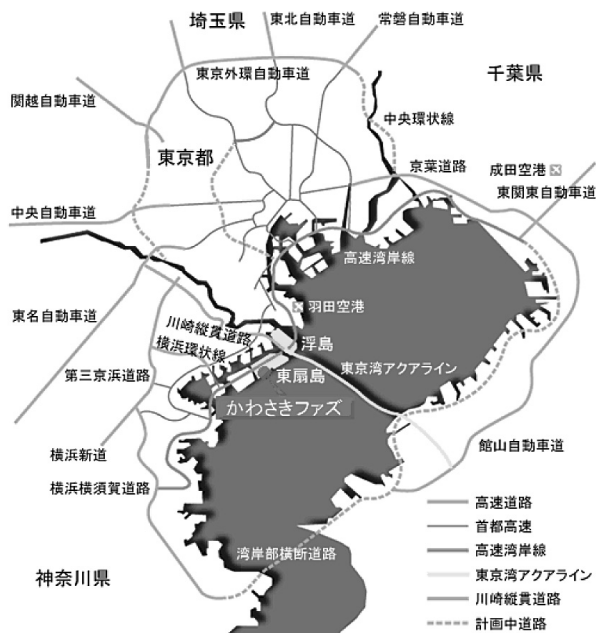 埼玉県
東北自動車道
常磐自動車道
千葉県
東京外環自動車道
関越自動車道
中央環状線
東京都
京葉道路
成田空港
東関東自動車道
中央自動車道
高速湾岸線
羽田空港
東名自動車道
川崎縦貫道路
横浜環状線
浮島
東京湾アクアライン
第三京浜道路
東扇島
かわさきファズ
横浜新道
館山自動車道
横浜横須賀道路
高速道路
首都高速
高速湾岸線
湾岸部横断道路
東京湾アクアライン
神奈川県
川崎縦貫道路
計画中道路